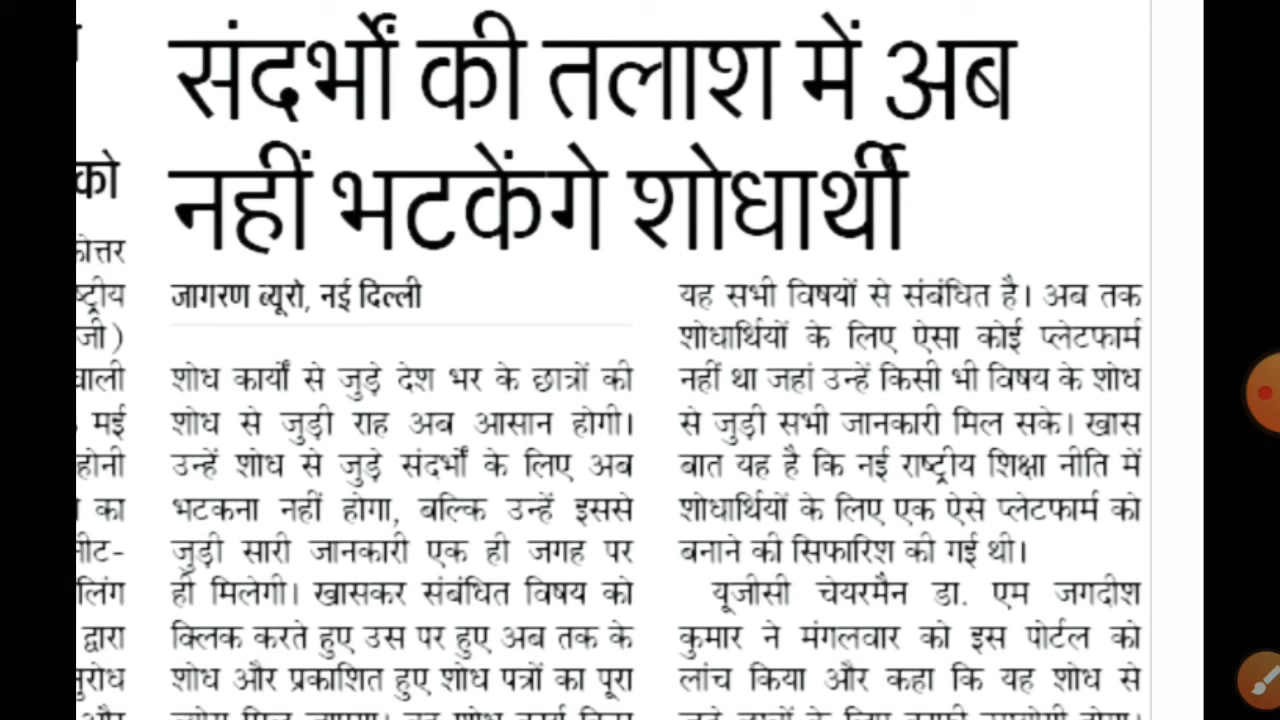 संदर्भों की तलाश में अब
नहीं भटकेंगे शोधार्थी
जागरण ब्यूरो, नई दिल्ली
शोध कार्यों से जुड़े देश भर के छात्रों की
शोध से जुड़ी राह अब आसान होगी।
उन्हें शोध से जुड़े संदर्भों के लिए अब
भटकना नहीं होगा, बल्कि उन्हें इससे
जुड़ी सारी जानकारी एक ही जगह पर
ही मिलेगी। खासकर संबंधित विषय को
क्लिक करते हुए उस पर हुए अब तक के
शोध और प्रकाशित हुए शोध पत्रों का पूरा
यह सभी विषयों से संबंधित है। अब तक
शोधार्थियों के लिए ऐसा कोई प्लेटफार्म
नहीं था जहां उन्हें किसी भी विषय के शोध
से जुड़ी सभी जानकारी मिल सके। खास
बात यह है कि नई राष्ट्रीय शिक्षा नीति में
शोधार्थियों के लिए एक ऐसे प्लेटफार्म को
बनाने की सिफारिश की गई थी।
यूजीसी चेयरमैन डा. एम जगदीश
कुमार ने मंगलवार को इस पोर्टल को
लांच किया और कहा कि यह शोध से
को
मई
का
द्वारा